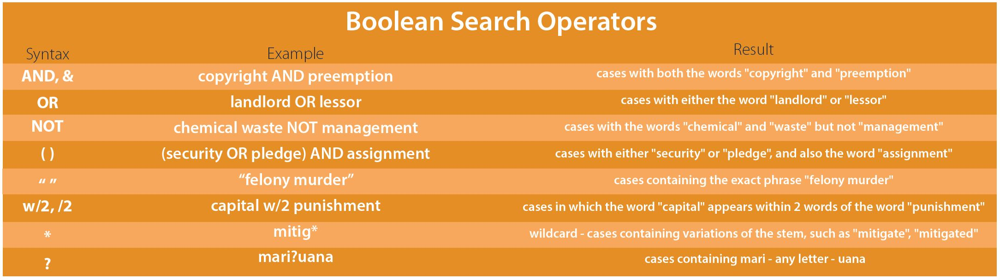 Boolean Search Operators
Syntax Example Result
AND, & copyright AND preemption cases with both the words "copyright" and "preemption"
OR landlord OR lessor cases with either the word "landlord" or "lessor"
NOT chemical waste NOT management cases with the words "chemical" and "waste" but not "management"
( ) (security OR pledge) AND assignment cases with either "security" or "pledge", and also the word "assignment"
“ ” “felony murder” cases containing the exact phrase "felony murder"
w/2, /2 capital w/2 punishment cases in which the word "capital" appears within 2 words of the word "punishment"
* mitig* wildcard - cases containing variations of the stem, such as "mitigate", "mitigated"
? mari?uana cases containing mari - any letter - uana